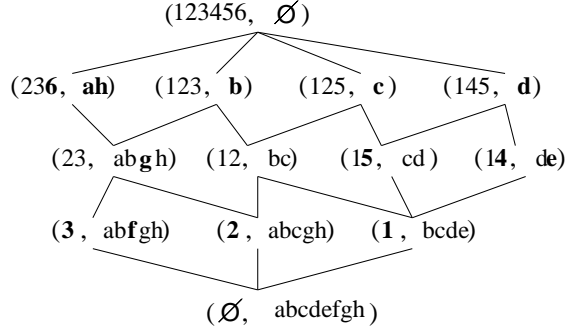 (123456, ∅)
(236, ah) (123, b) (125, c) (145, d)
(23, abgh) (12, bc) (15, cd) (14, de)
(3, abfgh) (2, abcgh) (1, bcde)
(∅, abcdefgh)